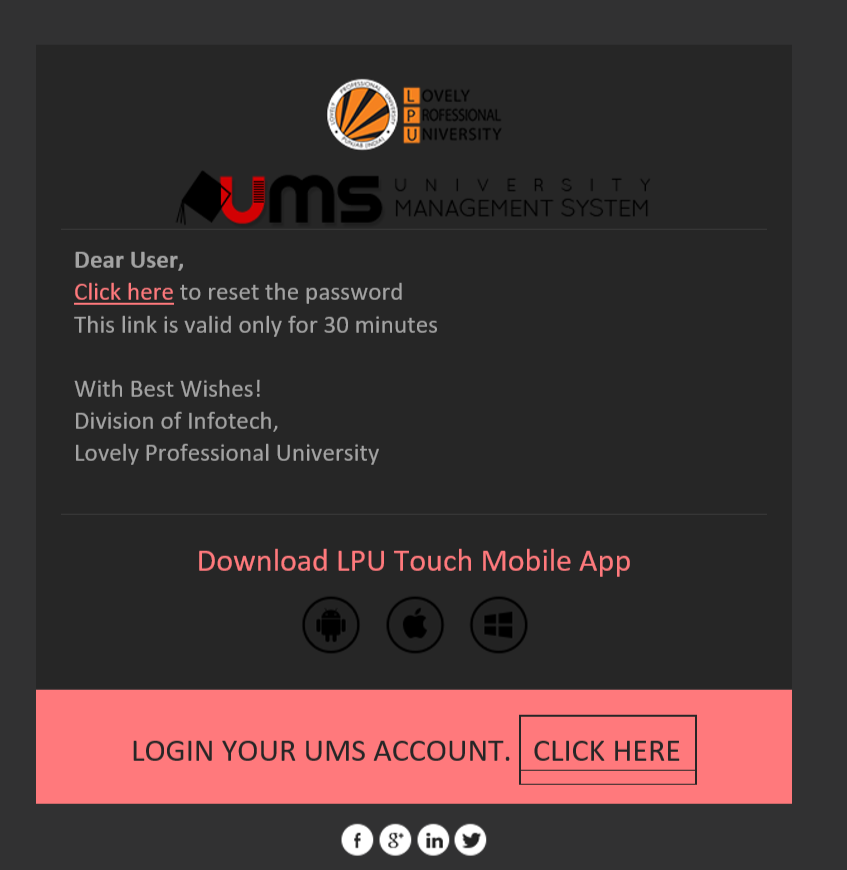 LOVELY
PROFESSIONAL
UNIVERSITY
ums UNIVERSITY
MANAGEMENT SYSTEM
Dear User,
Click here to reset the password
This link is valid only for 30 minutes
With Best Wishes!
Division of Infotech,
Lovely Professional University
Download LPU Touch Mobile App
LOGIN YOUR UMS ACCOUNT. CLICK HERE